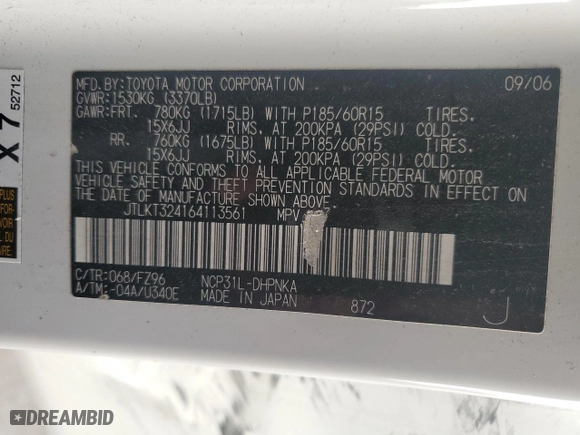 MFD.BY:TOYOTA MOTOR CORPORATION 09/06
GVWR:1530KG (3370LB)
GAWR:FRT. 780KG (1715LB) WITH P185/60R15 TIRES.
15X6JJ RIMS, AT 200KPA (29PSI) COLD.
RR. 760KG (1675LB) WITH P185/60R15 TIRES.
15X6JJ RIMS, AT 200KPA (29PSI) COLD.
THIS VEHICLE CONFORMS TO ALL APPLICABLE FEDERAL MOTOR
VEHICLE SAFETY AND THEFT PREVENTION STANDARDS IN EFFECT ON
THE DATE OF MANUFACTURE SHOWN ABOVE.
JTLKT324164113561 MPV
C/TR:068/FZ96 NCP31L-DHPNKA
A/TM:-04A/U340E MADE IN JAPAN 872 J
X 7
52712
DREAMBID